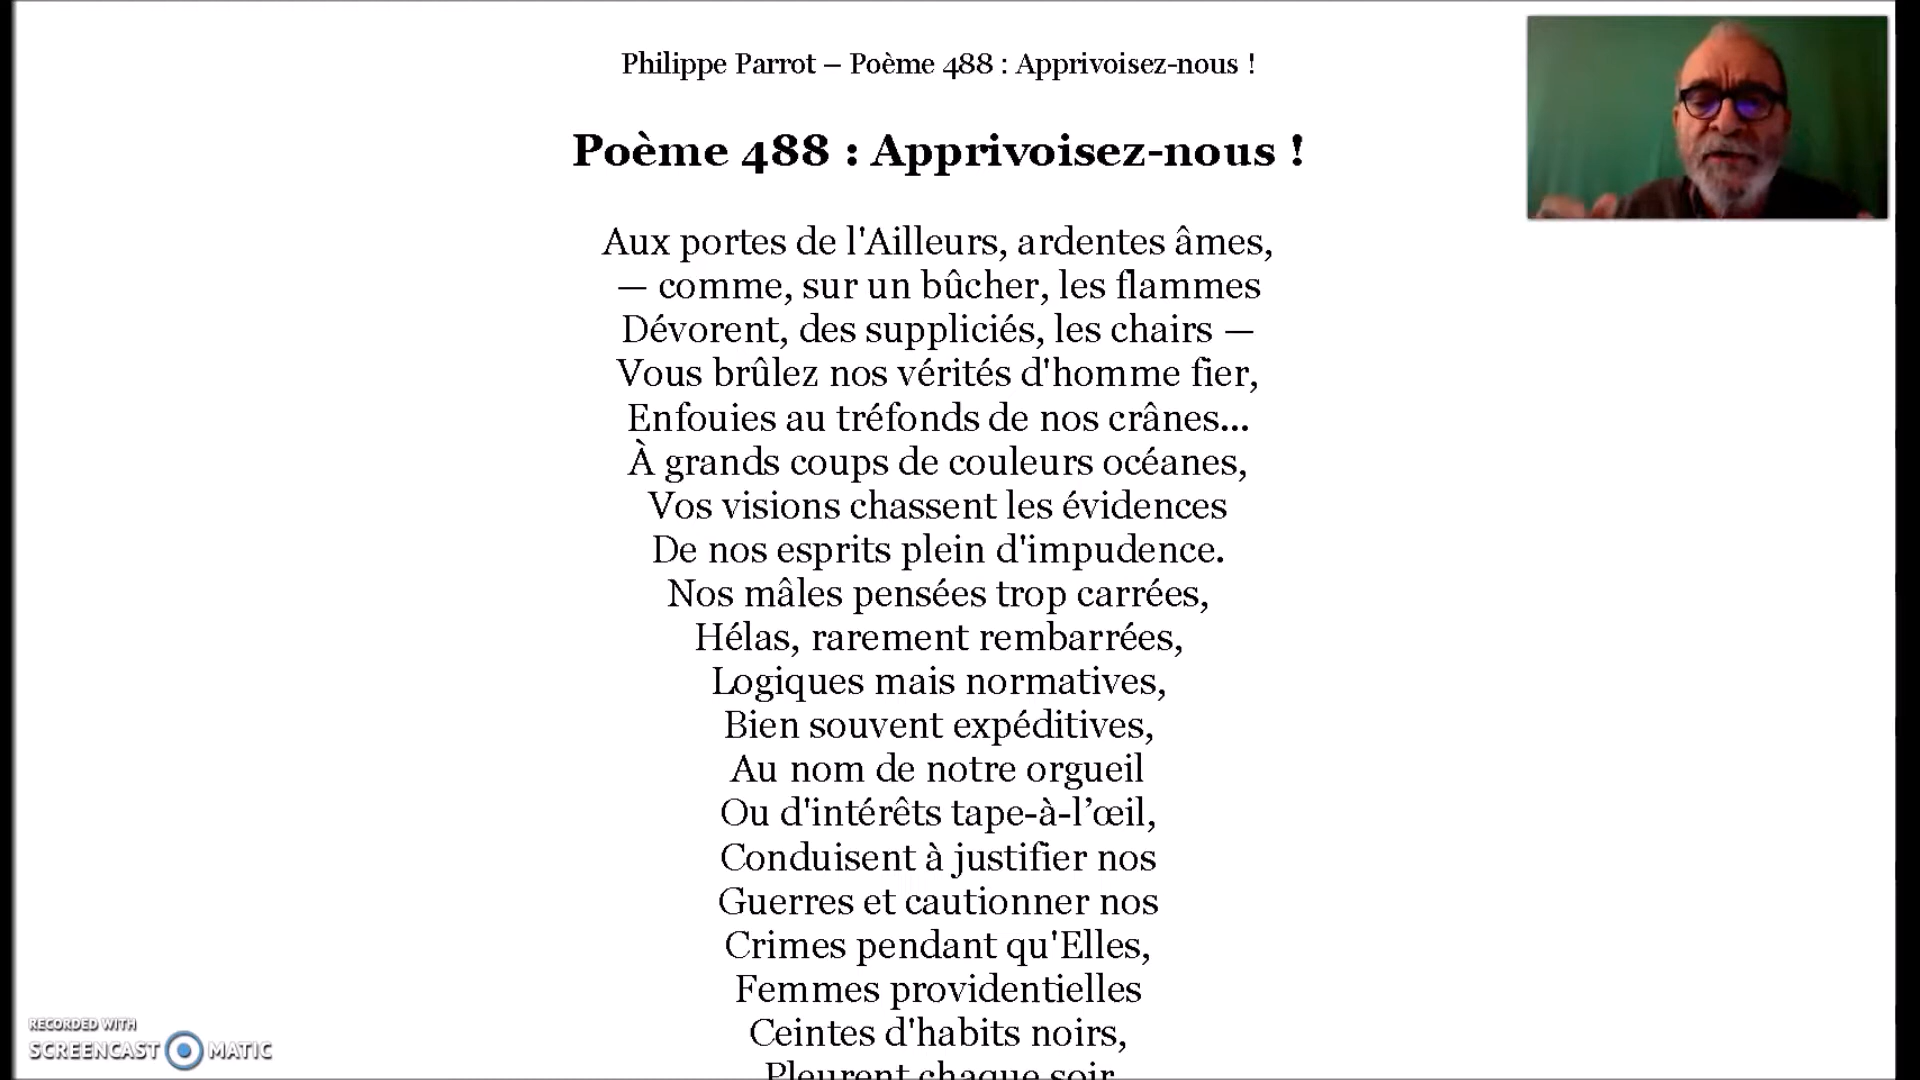 Philippe Parrot – Poème 488 : Apprivoisez-nous !
Poème 488 : Apprivoisez-nous !
Aux portes de l'Ailleurs, ardentes âmes,
— comme, sur un bûcher, les flammes
Dévorent, des suppliciés, les chairs —
Vous brûlez nos vérités d'homme fier,
Enfouies au tréfonds de nos crânes...
À grands coups de couleurs océanes,
Vos visions chassent les évidences
De nos esprits plein d'impudence.
Nos mâles pensées trop carrées,
Hélas, rarement rembarrées,
Logiques mais normatives,
Bien souvent expéditives,
Au nom de notre orgueil
Ou d'intérêts tape-à-l’œil,
Conduisent à justifier nos
Guerres et cautionner nos
Crimes pendant qu'Elles,
Femmes providentielles
Ceintes d'habits noirs,
Pleurent chaque soir
RECORDED WITH
SCREENCAST MATIC